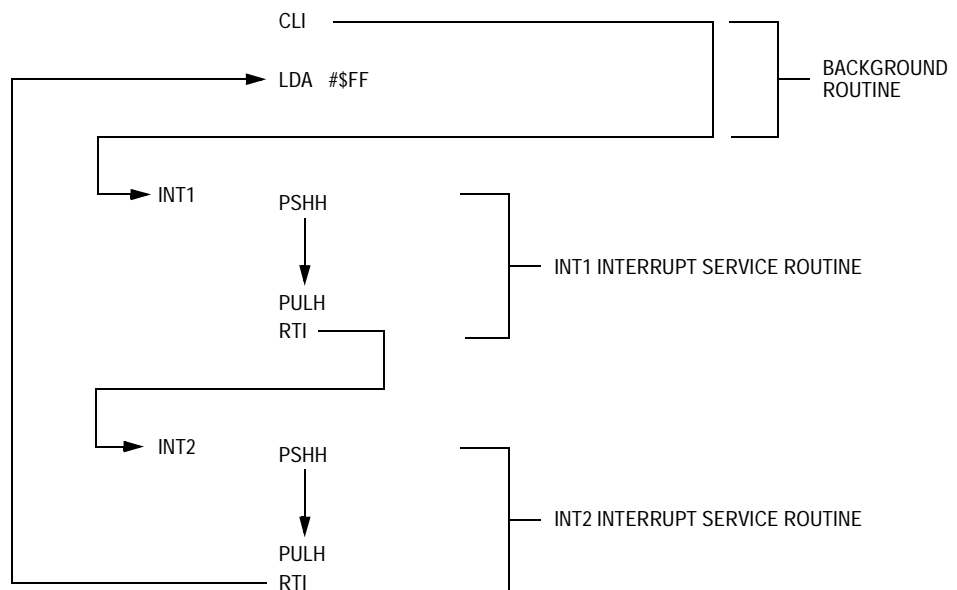 CLI
LDA #$FF
BACKGROUND
ROUTINE
INT1
PSHH
INT1 INTERRUPT SERVICE ROUTINE
PULH
RTI
INT2
PSHH
INT2 INTERRUPT SERVICE ROUTINE
PULH
RTI